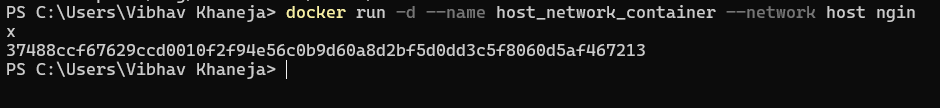 PS C:\Users\Vibhav Khaneja> docker run -d --name host_network_container --network host ngin
x
37488ccf67629ccd0010f2f94e56c0b9d60a8d2bf5d0dd3c5f8060d5af467213
PS C:\Users\Vibhav Khaneja>